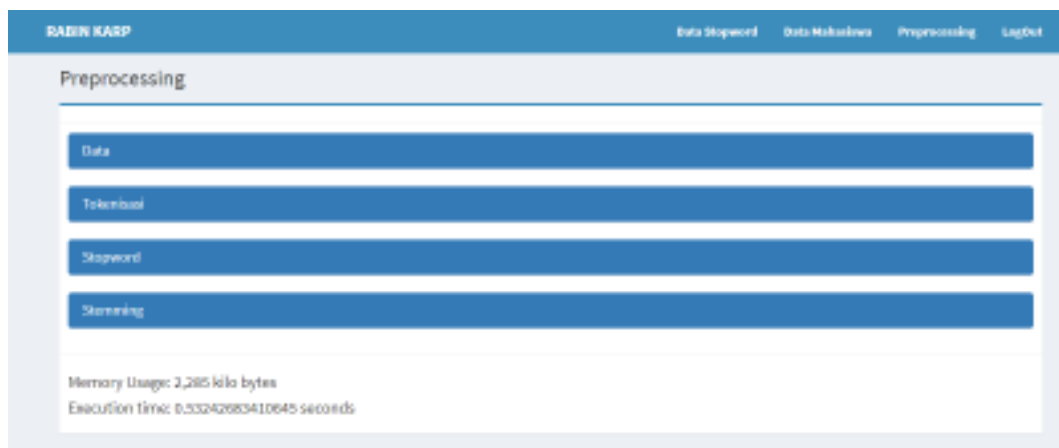 RABIN KARP Data Stopword Data Mahasiswa Preprocessing LogOut
Preprocessing
Data
Tokenisasi
Stopword
Stemming
Memory Usage: 2,285 kilo bytes
Execution time: 0.53242683410645 seconds